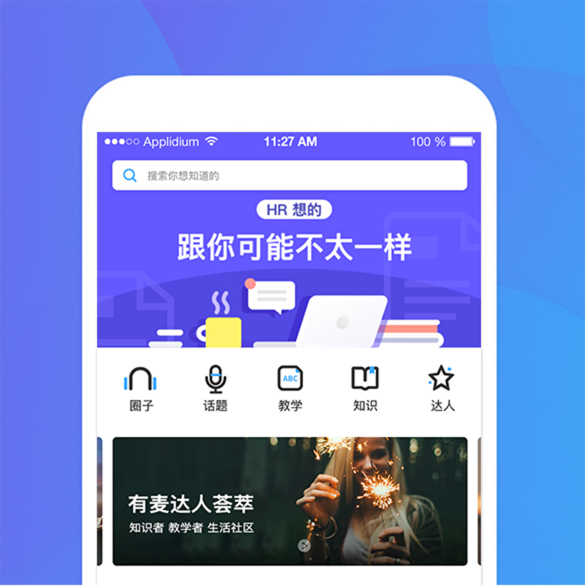 Applidium 11:27 AM 100 %
搜索你想知道的
HR 想的
跟你可能不太一样
ABC
圈子 话题 教学 知识 达人
有麦达人荟萃
知识者 教学者 生活社区